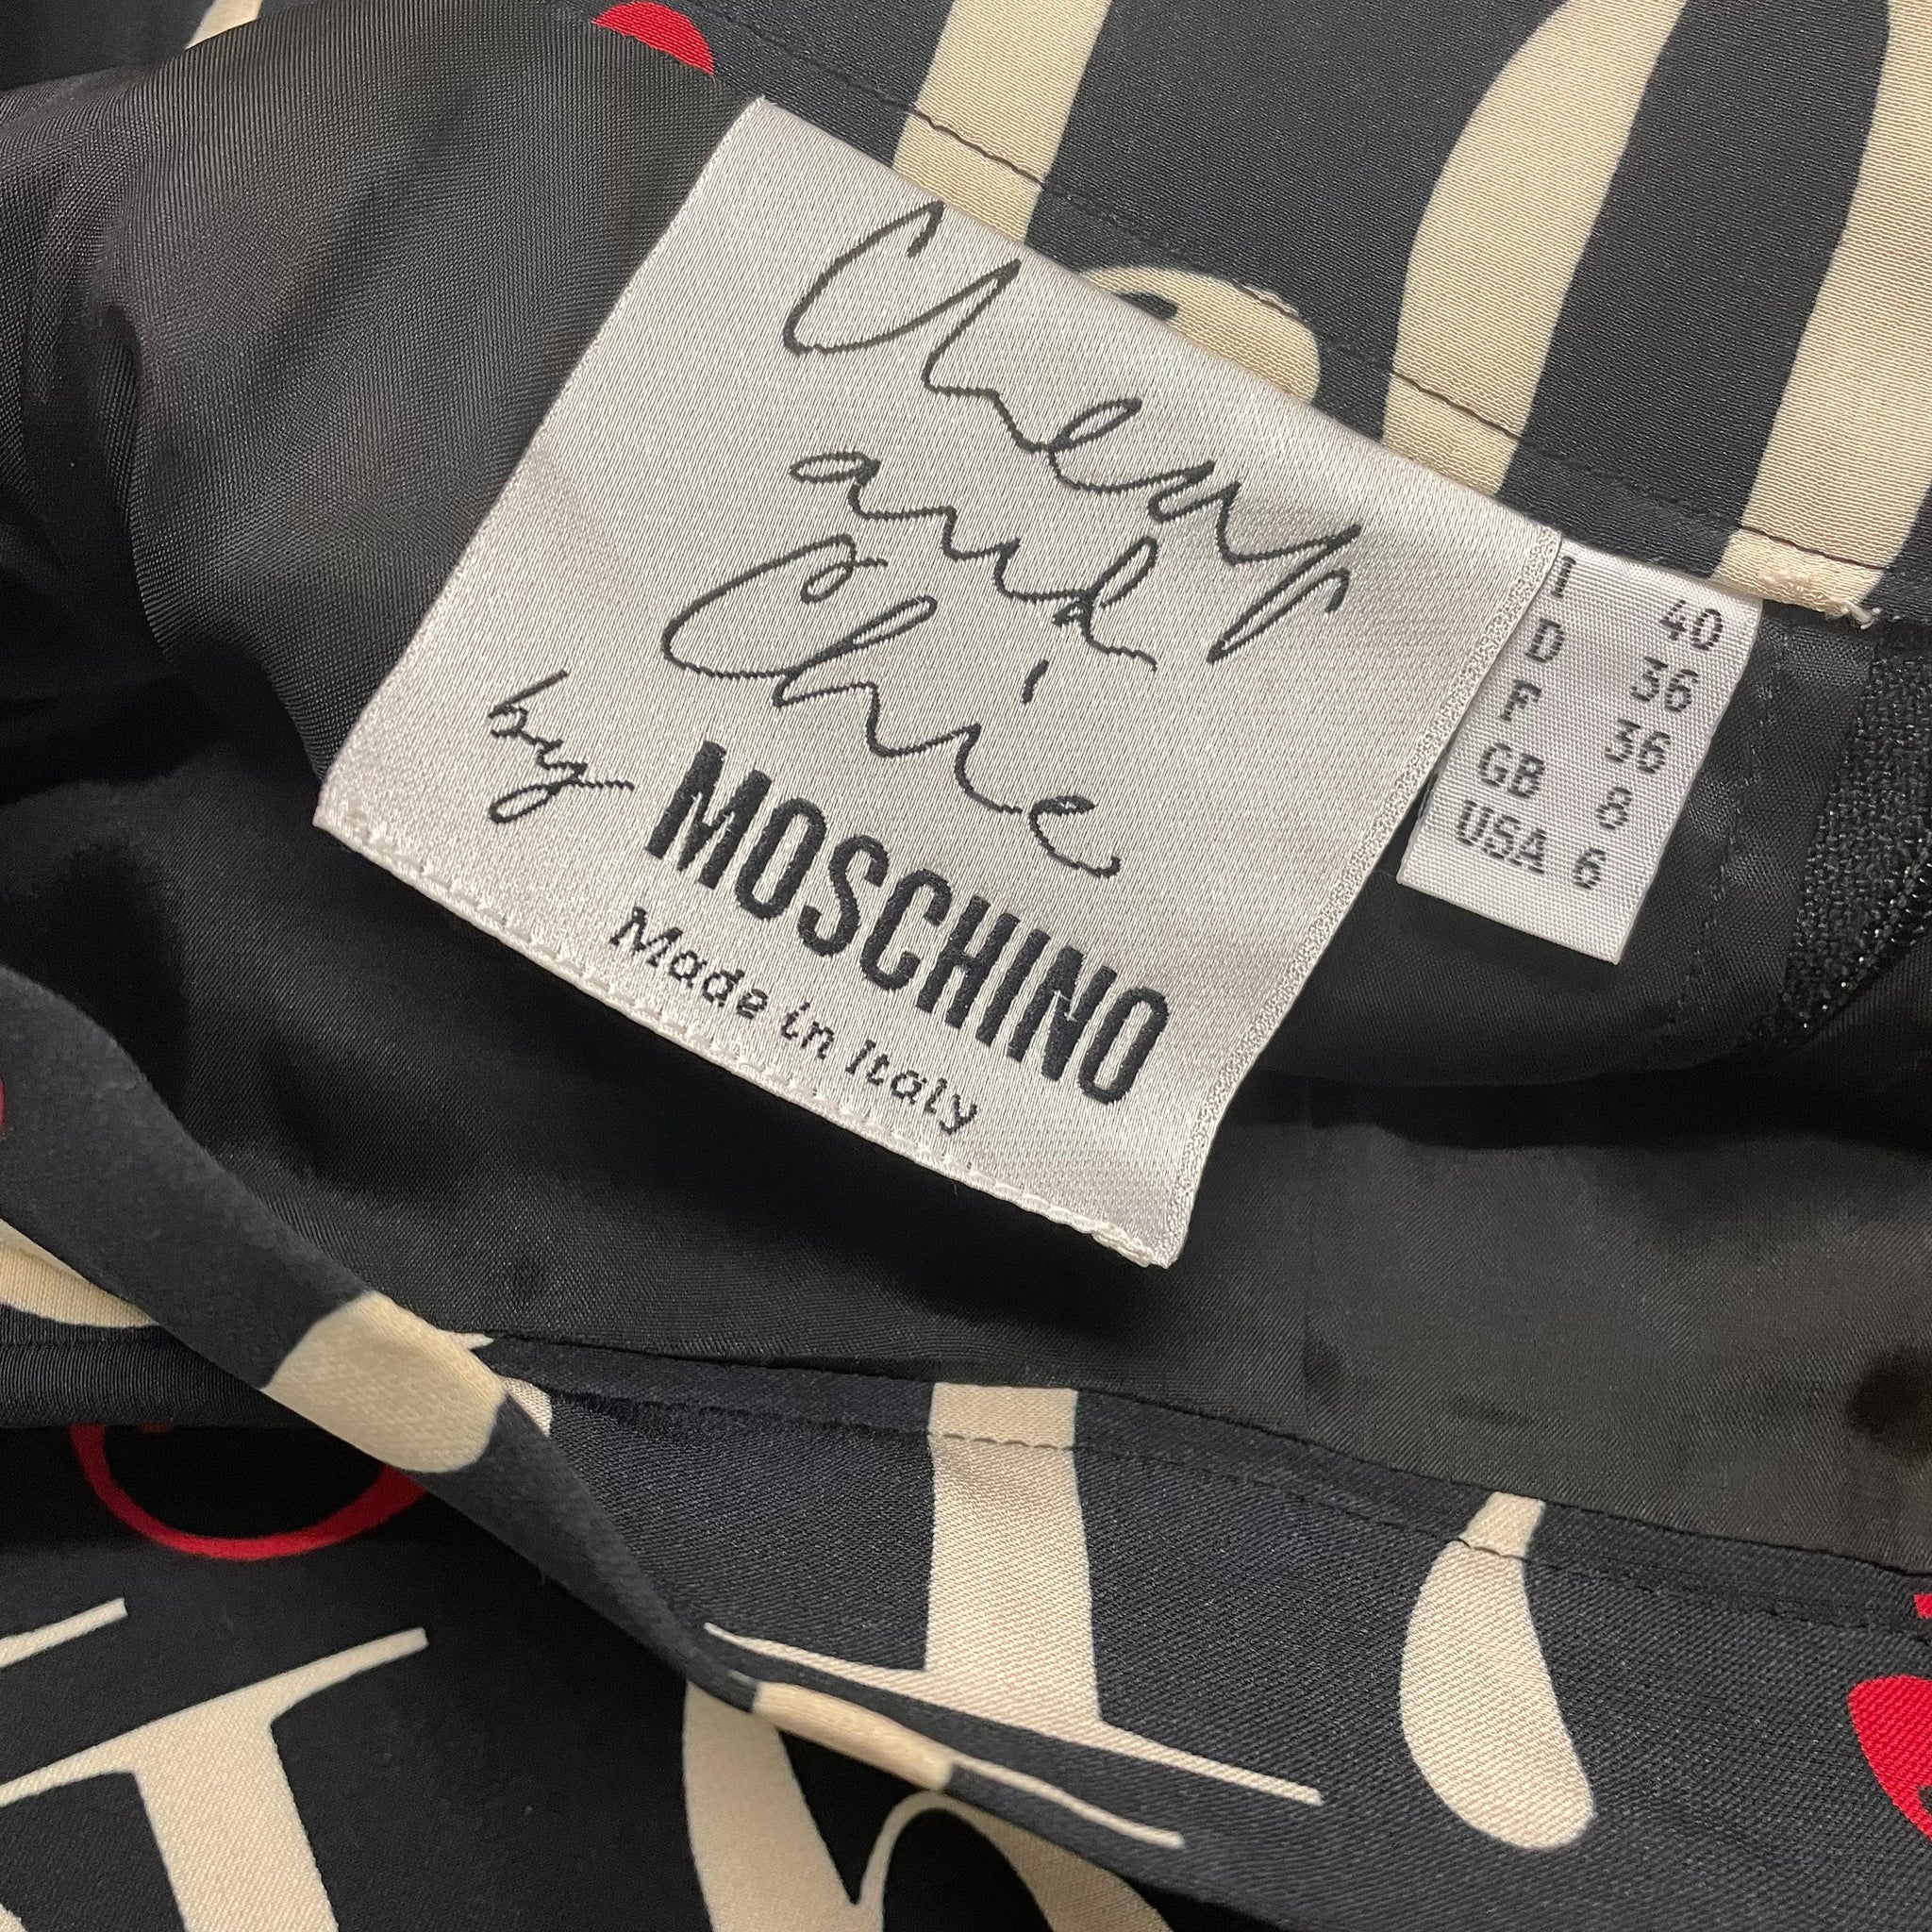 Cheap
and
Chic
by MOSCHINO
Made in Italy
I 40
D 36
F 36
GB 8
USA 6